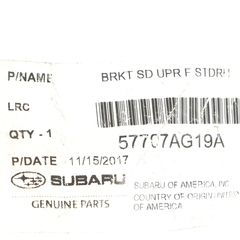 P/NAME BRKT SD UPR F STDRH
LRC
QTY - 1 57707AG19A
P/DATE 11/15/2017
SUBARU SUBARU OF AMERICA, INC
GENUINE PARTS COUNTRY OF ORIGIN UNITED
OF AMERICA